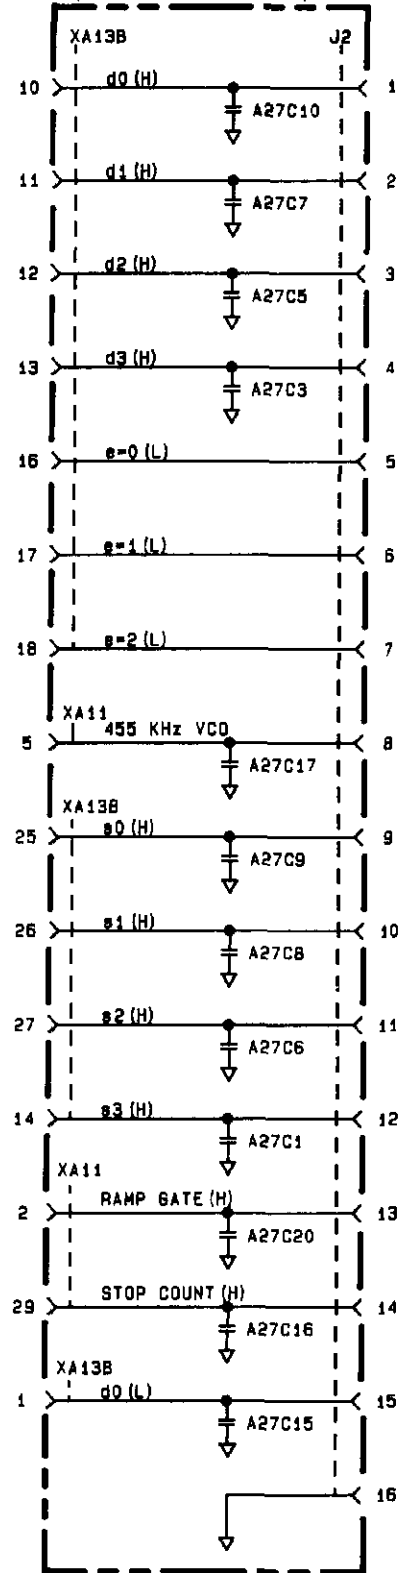 XA13B J2
10 d0(H) 1
A27C10
11 d1(H) 2
A27C7
12 d2(H) 3
A27C5
13 d3(H) 4
A27C3
16 e=0(L) 5
17 e=1(L) 6
18 e=2(L) 7
XA11
5 455 KHz VCO 8
A27C17
XA13B
25 s0(H) 9
A27C9
26 s1(H) 10
A27C8
27 s2(H) 11
A27C6
14 s3(H) 12
A27C1
XA11
2 RAMP GATE(H) 13
A27C20
29 STOP COUNT(H) 14
A27C16
XA13B
1 d0(L) 15
A27C15
16